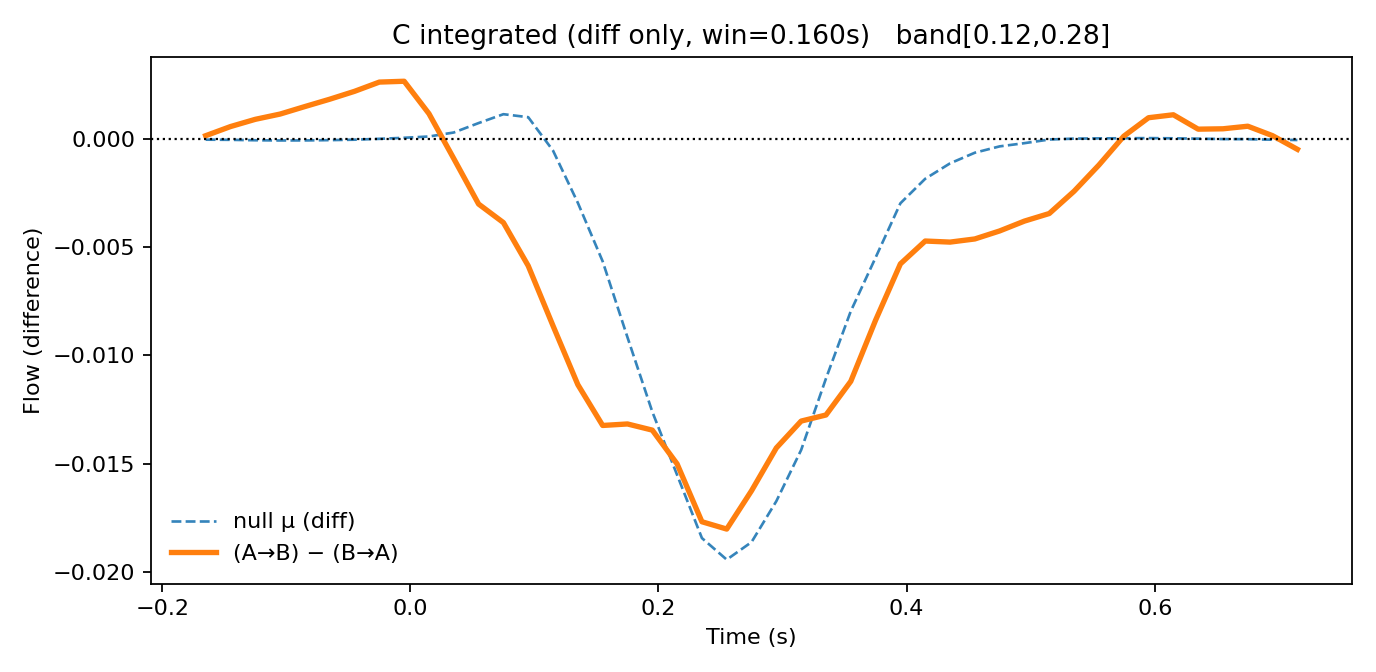 C integrated (diff only, win=0.160s)   band[0.12,0.28]
Flow (difference)
0.000
−0.005
−0.010
−0.015
−0.020
null μ (diff)
(A→B) − (B→A)
−0.2
0.0
0.2
0.4
0.6
Time (s)